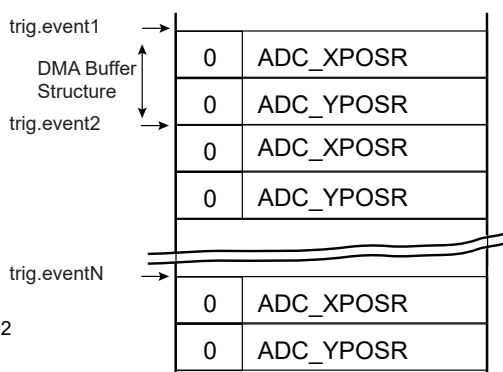 trig.event1
0 ADC_XPOSR
DMA Buffer
Structure
0 ADC_YPOSR
trig.event2
0 ADC_XPOSR
0 ADC_YPOSR
trig.eventN
0 ADC_XPOSR
2
0 ADC_YPOSR